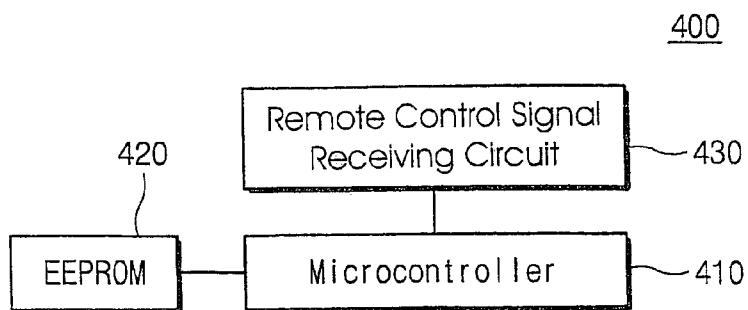 400
Remote Control Signal
Receiving Circuit
420
430
EEPROM
Microcontroller
410